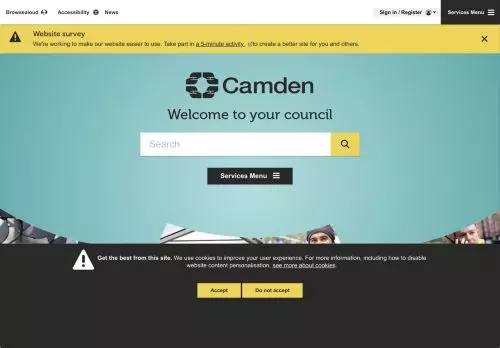 Browsealoud
Accessibility
News
Sign in / Register
Services Menu
Website survey
We're working to make our website easier to use. Take part in a 5-minute activity to create a better site for you and others.
Camden
Welcome to your council
Search
Services Menu
Get the best from this site. We use cookies to improve your user experience. For more information, including how to disable
website content personalisation, see more about cookies.
Accept
Do not accept